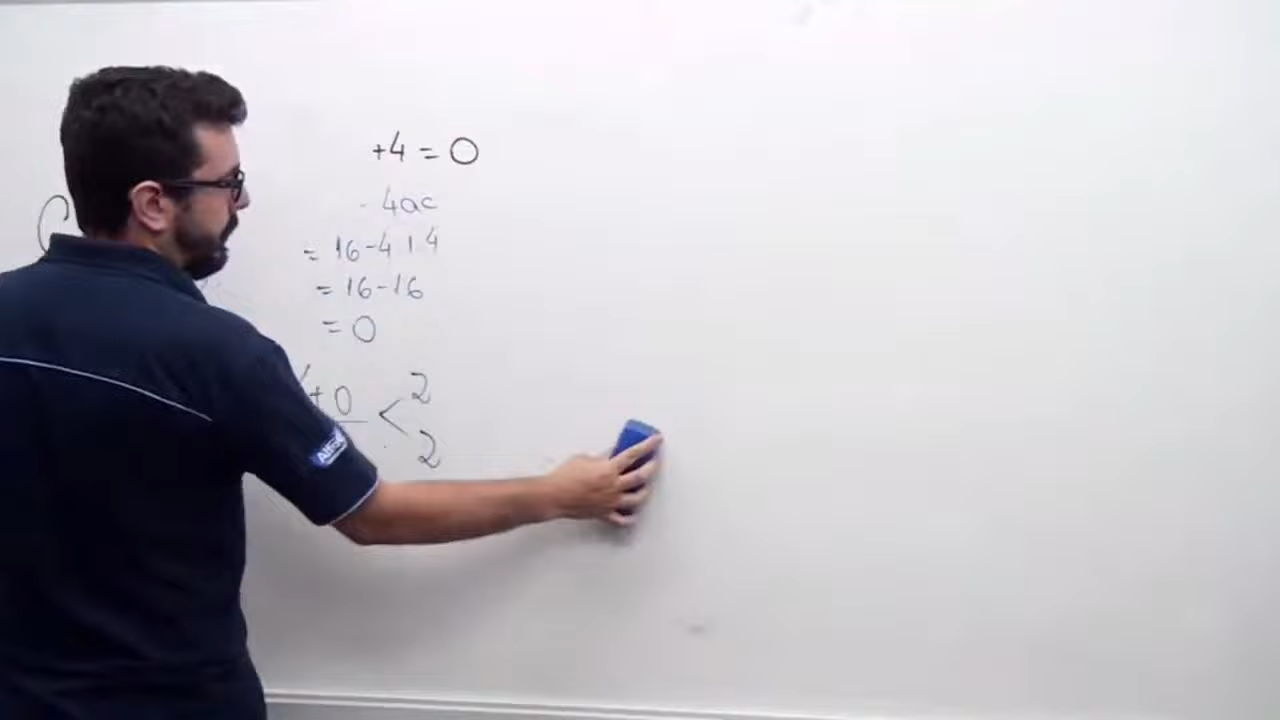 +4 = 0
- 4ac
= 16-4 1 4
= 16-16
= 0
+ 0 < 2
2